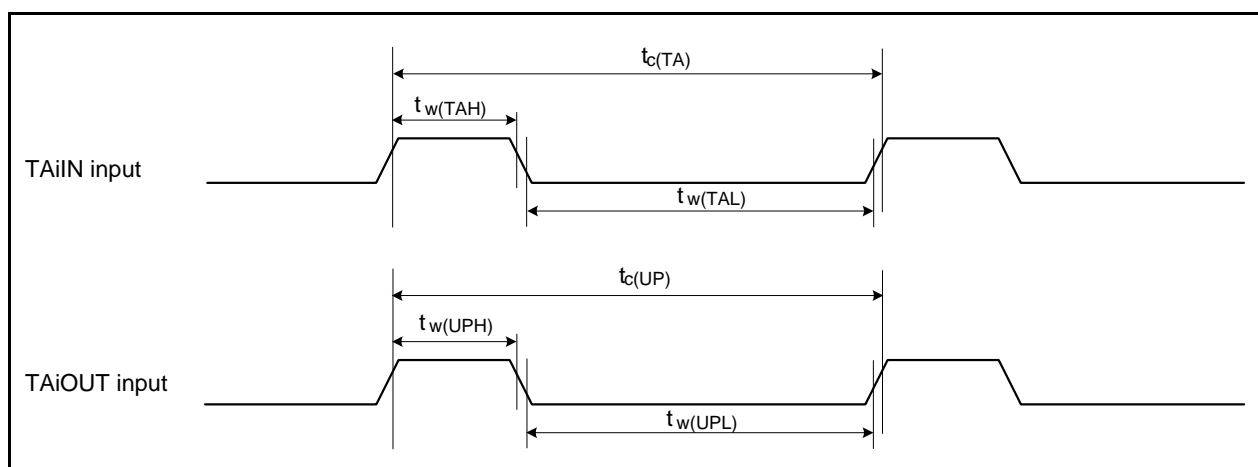 tc(TA)
tw(TAH)
TAiIN input
tw(TAL)
tc(UP)
tw(UPH)
TAiOUT input
tw(UPL)